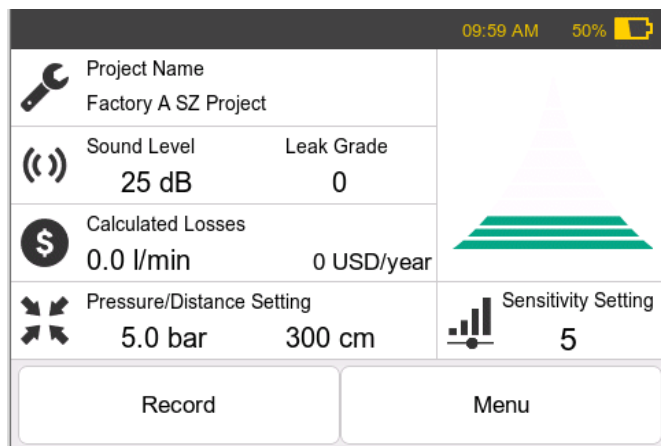 09:59 AM 50%
Project Name
Factory A SZ Project
Sound Level Leak Grade
25 dB 0
Calculated Losses
0.0 l/min 0 USD/year
Pressure/Distance Setting
5.0 bar 300 cm
Sensitivity Setting
5
Record Menu